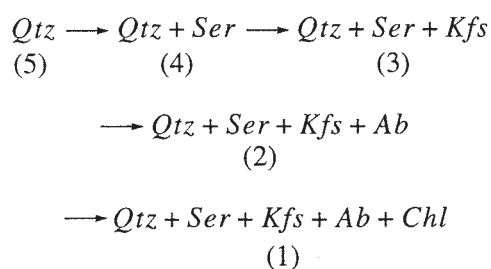 Qtz → Qtz + Ser → Qtz + Ser + Kfs
(5) (4) (3)
→ Qtz + Ser + Kfs + Ab
(2)
→ Qtz + Ser + Kfs + Ab + Chl
(1)